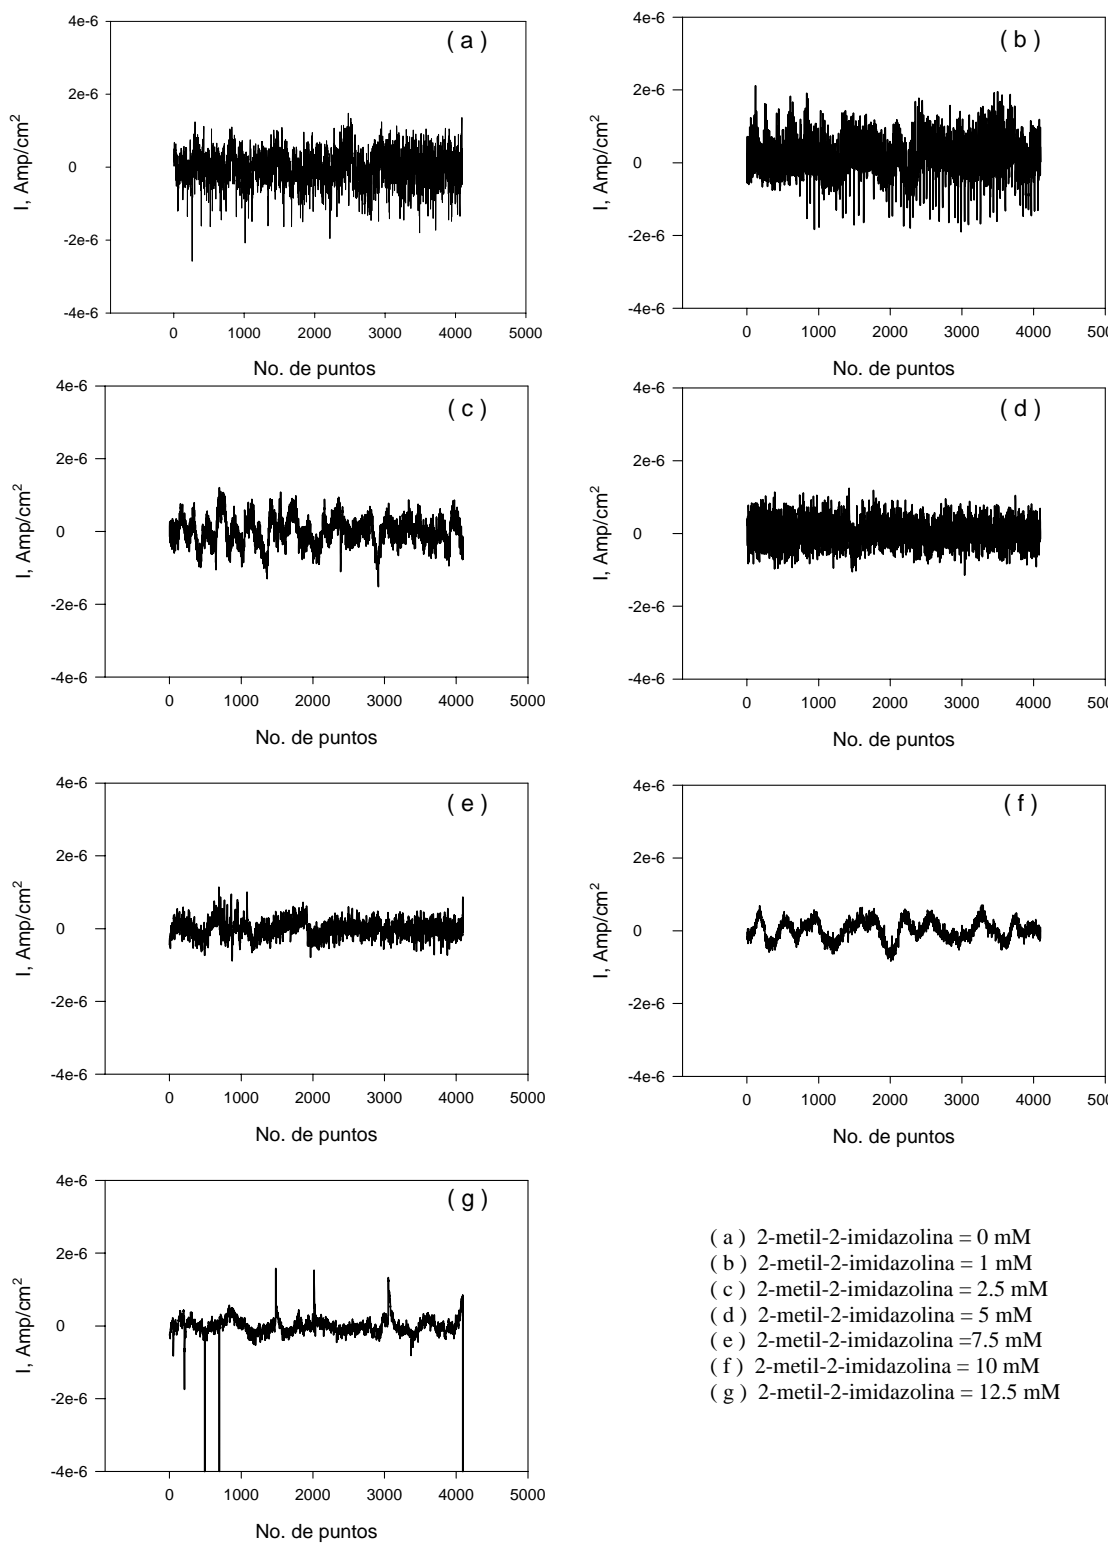 4e-6
( a )
2e-6
0
-2e-6
-4e-6
I, Amp/cm2
0 1000 2000 3000 4000 5000
No. de puntos
4e-6
( b )
2e-6
0
-2e-6
-4e-6
I, Amp/cm2
0 1000 2000 3000 4000
No. de puntos
4e-6
( c )
2e-6
0
-2e-6
-4e-6
I, Amp/cm2
0 1000 2000 3000 4000 5000
No. de puntos
4e-6
( d )
2e-6
0
-2e-6
-4e-6
I, Amp/cm2
0 1000 2000 3000 4000
No. de puntos
4e-6
( e )
2e-6
0
-2e-6
-4e-6
I, Amp/cm2
0 1000 2000 3000 4000 5000
No. de puntos
4e-6
( f )
2e-6
0
-2e-6
-4e-6
I, Amp/cm2
0 1000 2000 3000 4000
No. de puntos
4e-6
( g )
2e-6
0
-2e-6
-4e-6
I, Amp/cm2
0 1000 2000 3000 4000 5000
No. de puntos
( a ) 2-metil-2-imidazolina = 0 mM
( b ) 2-metil-2-imidazolina = 1 mM
( c ) 2-metil-2-imidazolina = 2.5 mM
( d ) 2-metil-2-imidazolina = 5 mM
( e ) 2-metil-2-imidazolina =7.5 mM
( f ) 2-metil-2-imidazolina = 10 mM
( g ) 2-metil-2-imidazolina = 12.5 mM